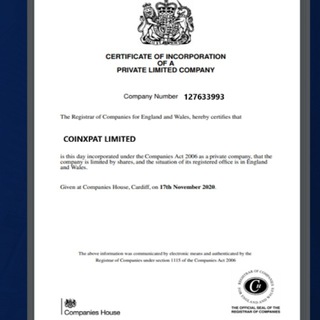 CERTIFICATE OF INCORPORATION
OF A
PRIVATE LIMITED COMPANY
Company Number 127633993
The Registrar of Companies for England and Wales, hereby certifies that
COINXPAT LIMITED
is this day incorporated under the Companies Act 2006 as a private company, that the
company is limited by shares, and the situation of its registered office is in England
and Wales.
Given at Companies House, Cardiff, on 17th November 2020.
The above information was communicated by electronic means and authenticated by the
Registrar of Companies under section 1115 of the Companies Act 2006
Companies House
THE OFFICIAL SEAL OF THE
REGISTRAR OF COMPANIES